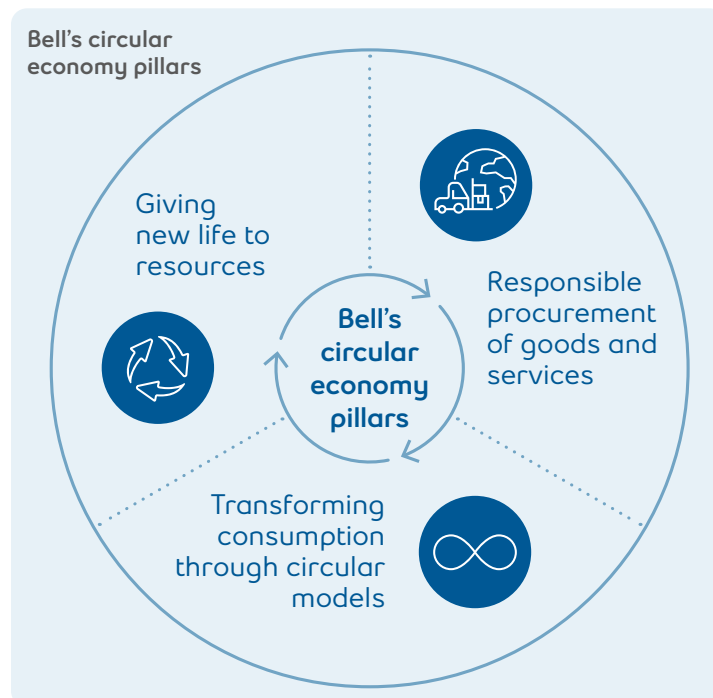 Bell’s circular
economy pillars
Giving
new life to
resources
Responsible
procurement
of goods and
services
Bell’s
circular
economy
pillars
Transforming
consumption
through circular
models